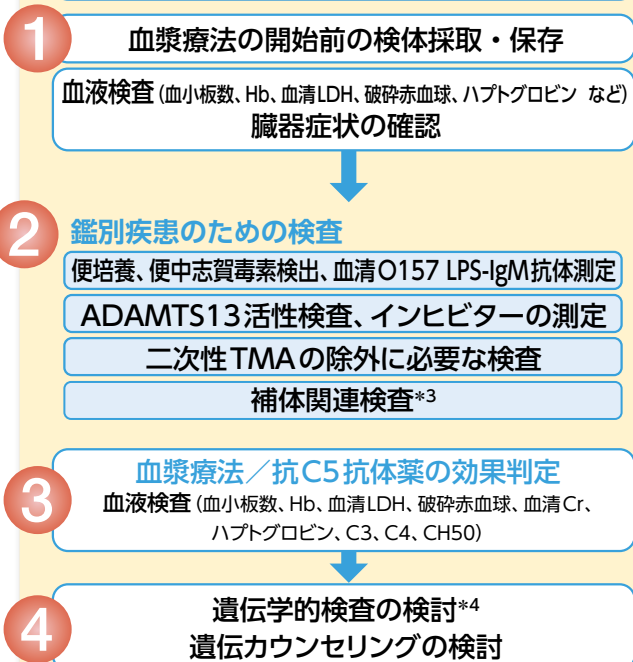 1
血漿療法の開始前の検体採取・保存
血液検査(血小板数、Hb、血清LDH、破砕赤血球、ハプトグロビン など)
臓器症状の確認
2
鑑別疾患のための検査
便培養、便中志賀毒素検出、血清O157 LPS-IgM抗体測定
ADAMTS13活性検査、インヒビターの測定
二次性TMAの除外に必要な検査
補体関連検査*3
3
血漿療法/抗C5抗体薬の効果判定
血液検査(血小板数、Hb、血清LDH、破砕赤血球、血清Cr、
ハプトグロビン、C3、C4、CH50)
4
遺伝学的検査の検討*4
遺伝カウンセリングの検討